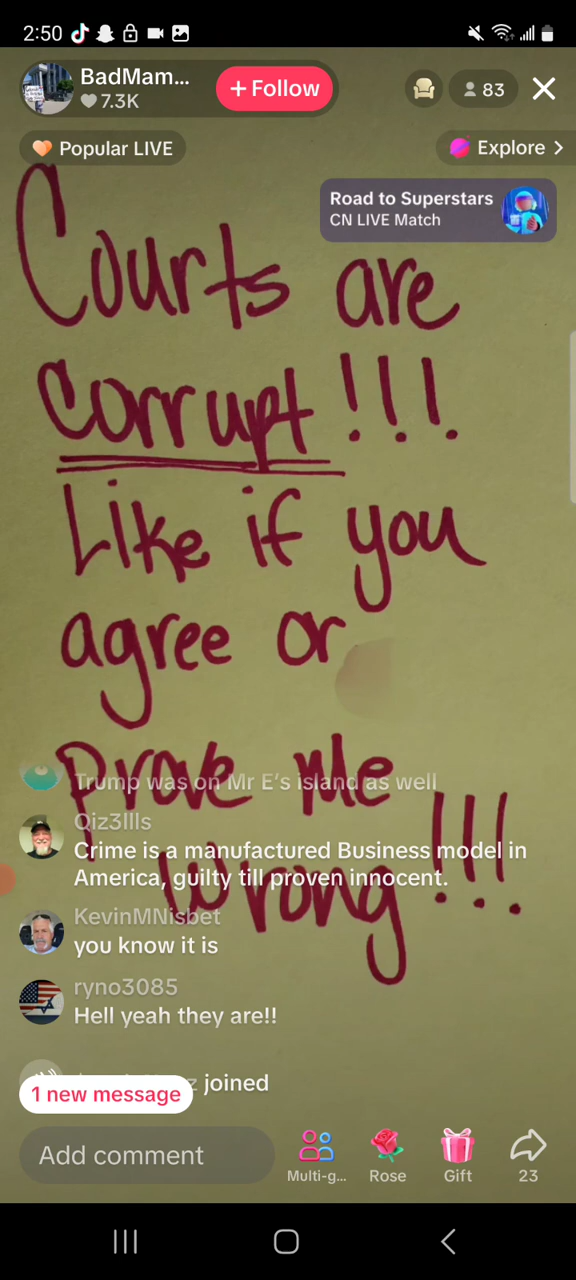 2:50
BadMam...
7.3K
+ Follow
83
Popular LIVE
Explore >
Road to Superstars
CN LIVE Match
Courts are
Corrupt!!!
Like if you
agree or
Prove Me
Wrong!!!
Trump was on Mr E's island as well
Qiz3llls
Crime is a manufactured Business model in
America, guilty till proven innocent.
KevinMNisbet
you know it is
ryno3085
Hell yeah they are!!
joined
1 new message
Add comment
Multi-g...
Rose
Gift
23